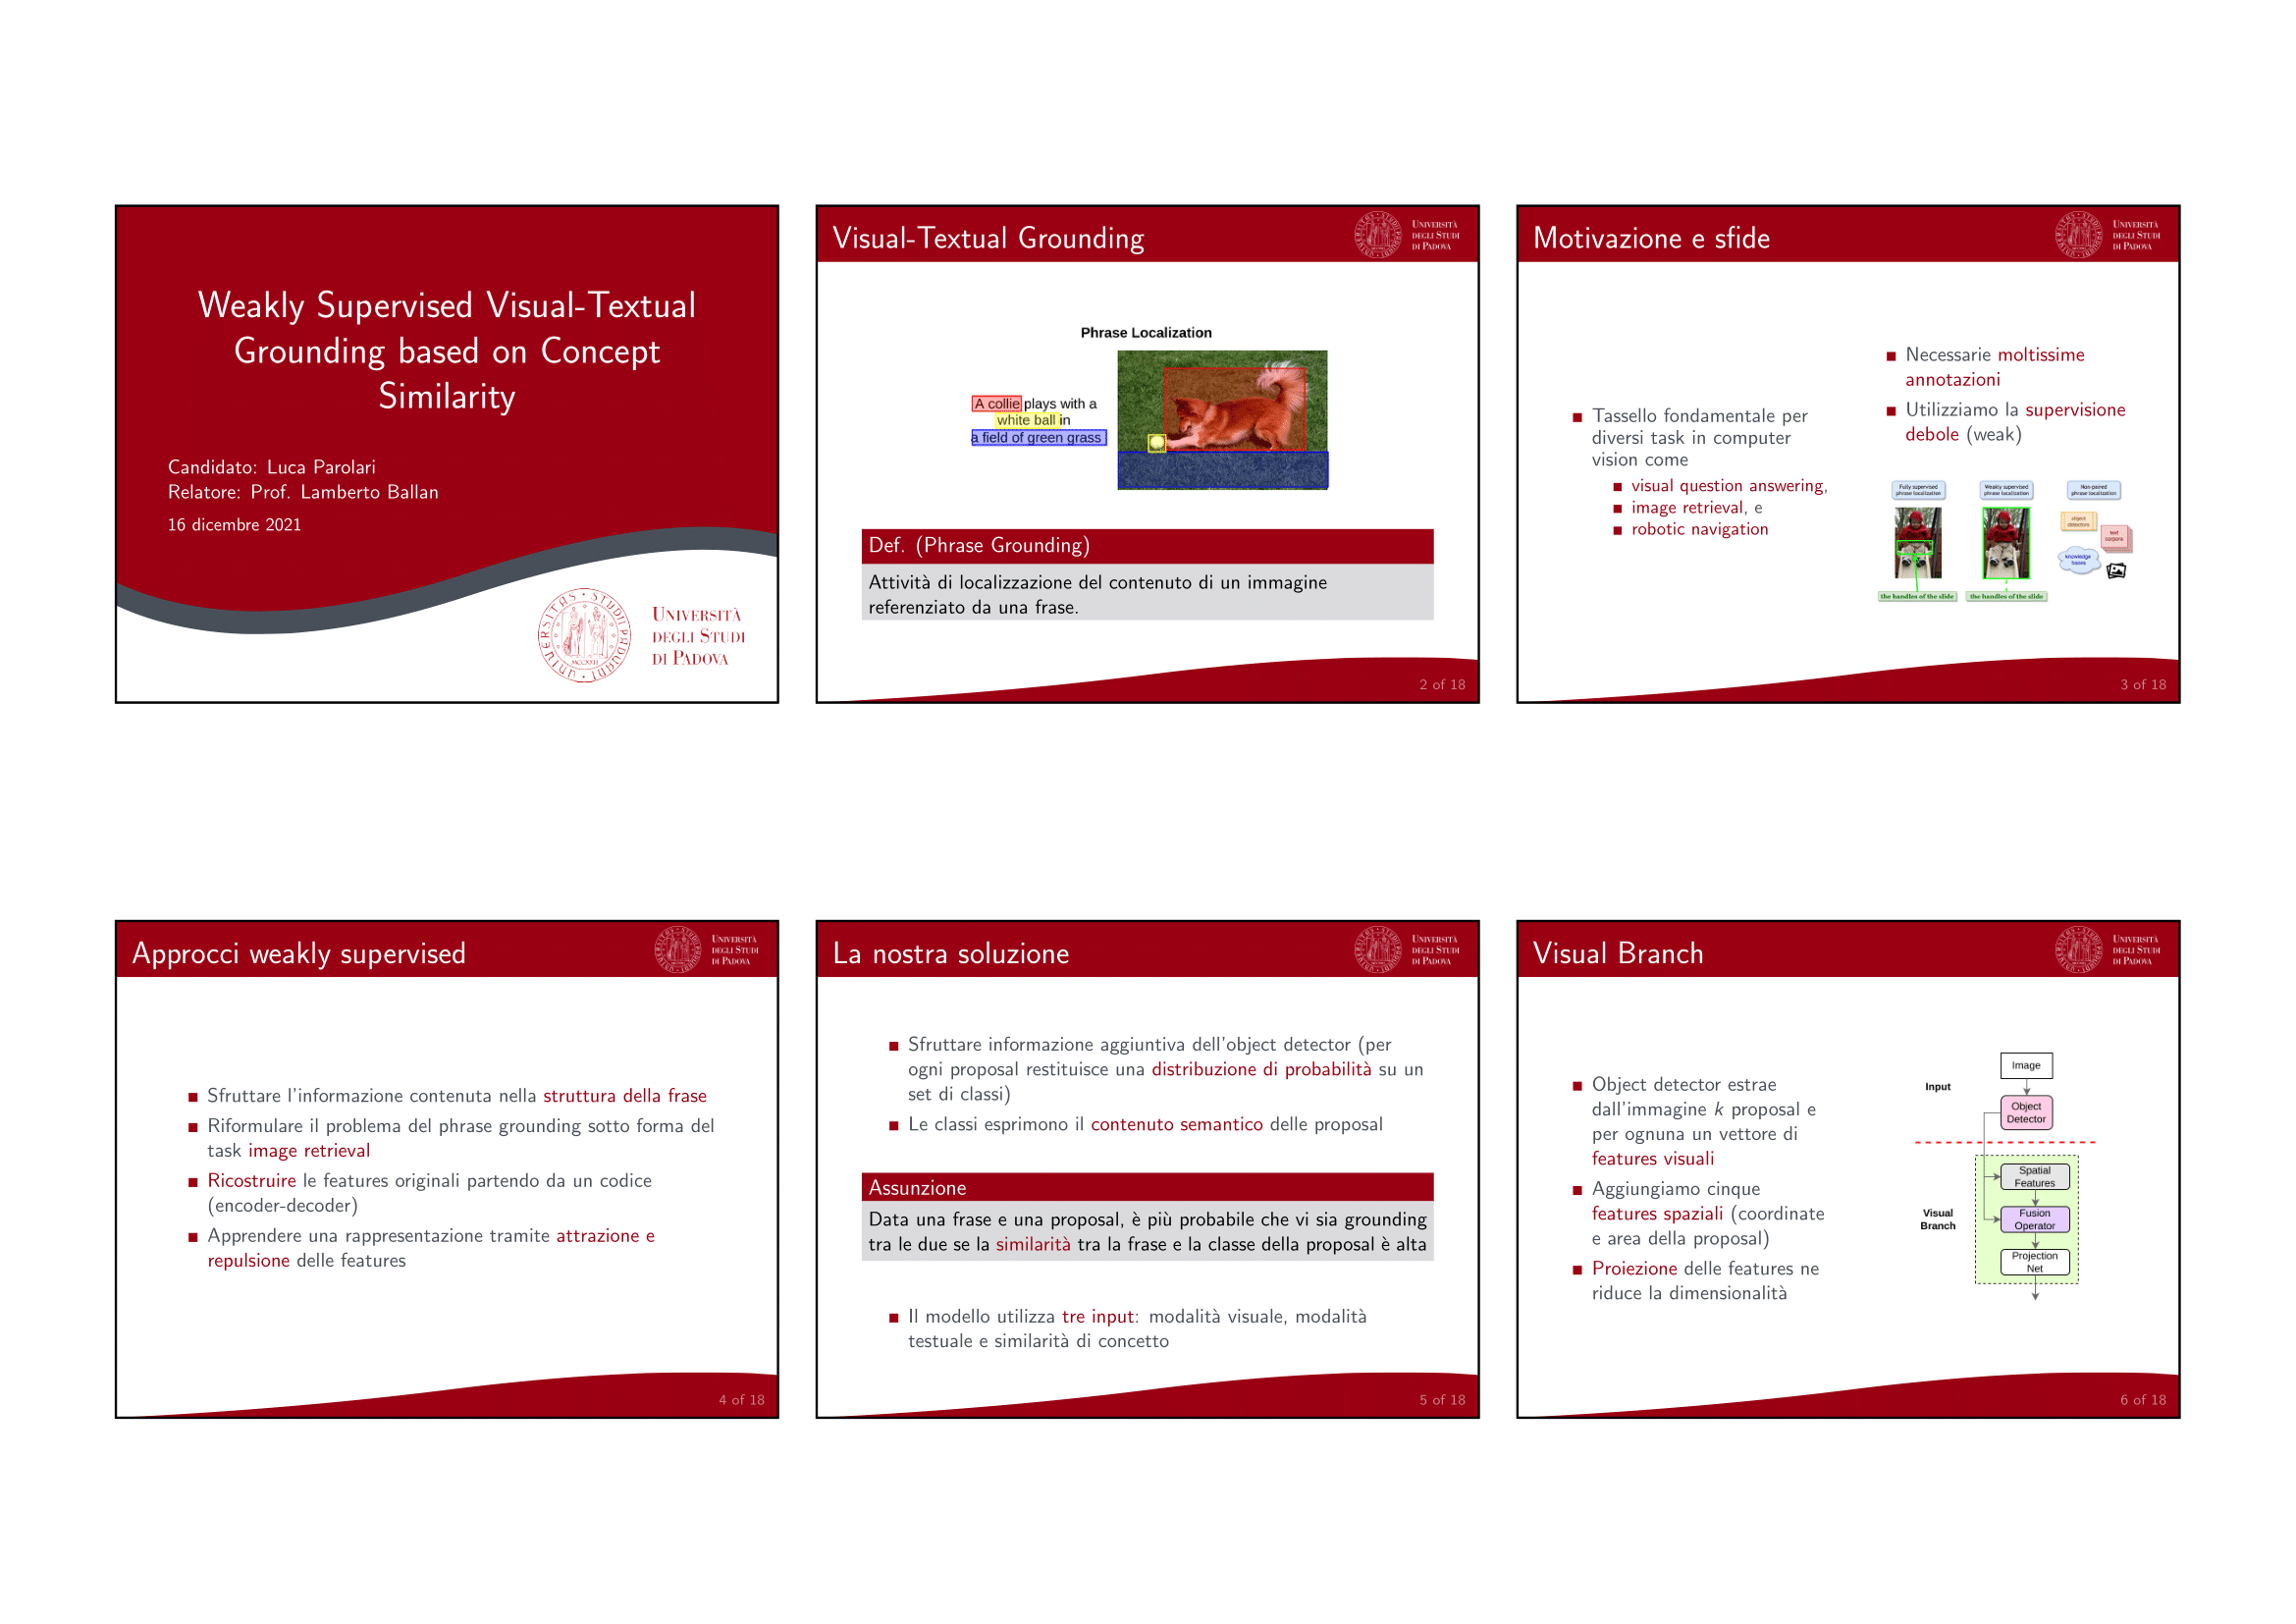 Weakly Supervised Visual-Textual
Grounding based on Concept
Similarity
Candidato: Luca Parolari
Relatore: Prof. Lamberto Ballan
16 dicembre 2021
UNIVERSITAS STUDII PADUANI
MCCXXII
Università
degli Studi
di Padova
Visual-Textual Grounding
Università
degli Studi
di Padova
Phrase Localization
A collie plays with a
white ball in
a field of green grass
Def. (Phrase Grounding)
Attività di localizzazione del contenuto di un immagine
referenziato da una frase.
2 of 18
Motivazione e sfide
Università
degli Studi
di Padova
■ Tassello fondamentale per
diversi task in computer
vision come
■ visual question answering,
■ image retrieval, e
■ robotic navigation
■ Necessarie moltissime
annotazioni
■ Utilizziamo la supervisione
debole (weak)
Fully supervised
phrase localization
Weakly supervised
phrase localization
Non-paired
phrase localization
object
detectors
text
corpora
knowledge
bases
the handles of the slide
the handles of the slide
3 of 18
Approcci weakly supervised
Università
degli Studi
di Padova
■ Sfruttare l'informazione contenuta nella struttura della frase
■ Riformulare il problema del phrase grounding sotto forma del
task image retrieval
■ Ricostruire le features originali partendo da un codice
(encoder-decoder)
■ Apprendere una rappresentazione tramite attrazione e
repulsione delle features
4 of 18
La nostra soluzione
Università
degli Studi
di Padova
■ Sfruttare informazione aggiuntiva dell'object detector (per
ogni proposal restituisce una distribuzione di probabilità su un
set di classi)
■ Le classi esprimono il contenuto semantico delle proposal
Assunzione
Data una frase e una proposal, è più probabile che vi sia grounding
tra le due se la similarità tra la frase e la classe della proposal è alta
■ Il modello utilizza tre input: modalità visuale, modalità
testuale e similarità di concetto
5 of 18
Visual Branch
Università
degli Studi
di Padova
■ Object detector estrae
dall'immagine k proposal e
per ognuna un vettore di
features visuali
■ Aggiungiamo cinque
features spaziali (coordinate
e area della proposal)
■ Proiezione delle features ne
riduce la dimensionalità
Input
Image
Object
Detector
Visual
Branch
Spatial
Features
Fusion
Operator
Projection
Net
6 of 18